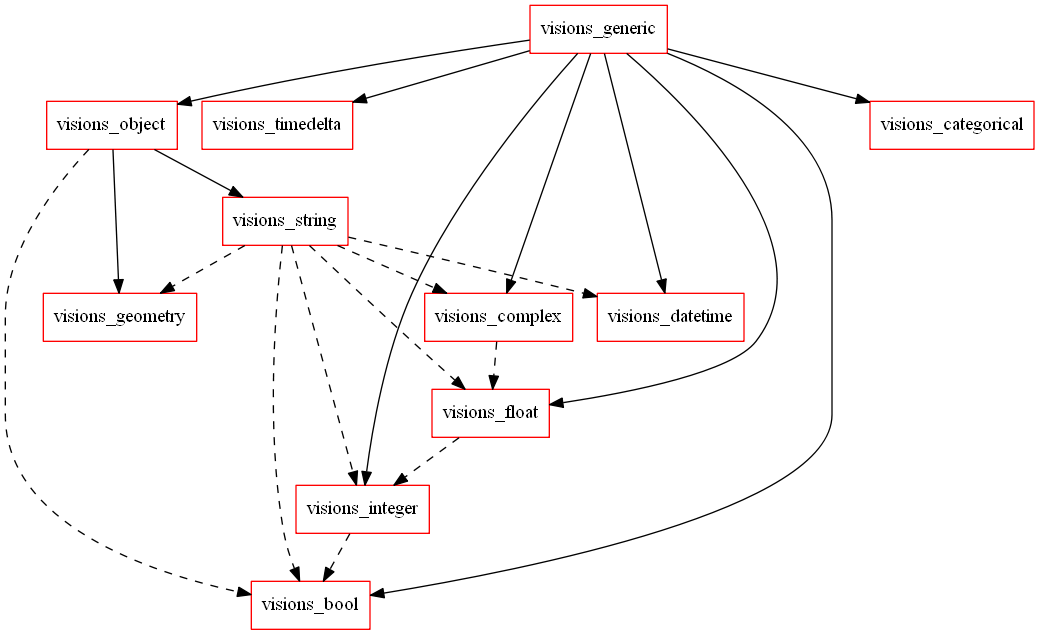 visions_generic
visions_object
visions_timedelta
visions_categorical
visions_string
visions_geometry
visions_complex
visions_datetime
visions_float
visions_integer
visions_bool